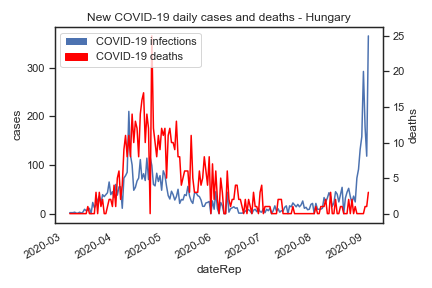 New COVID-19 daily cases and deaths - Hungary
COVID-19 infections
COVID-19 deaths
cases
300
200
100
0
deaths
25
20
15
10
5
0
2020-03
2020-04
2020-05
2020-06
2020-07
2020-08
2020-09
dateRep